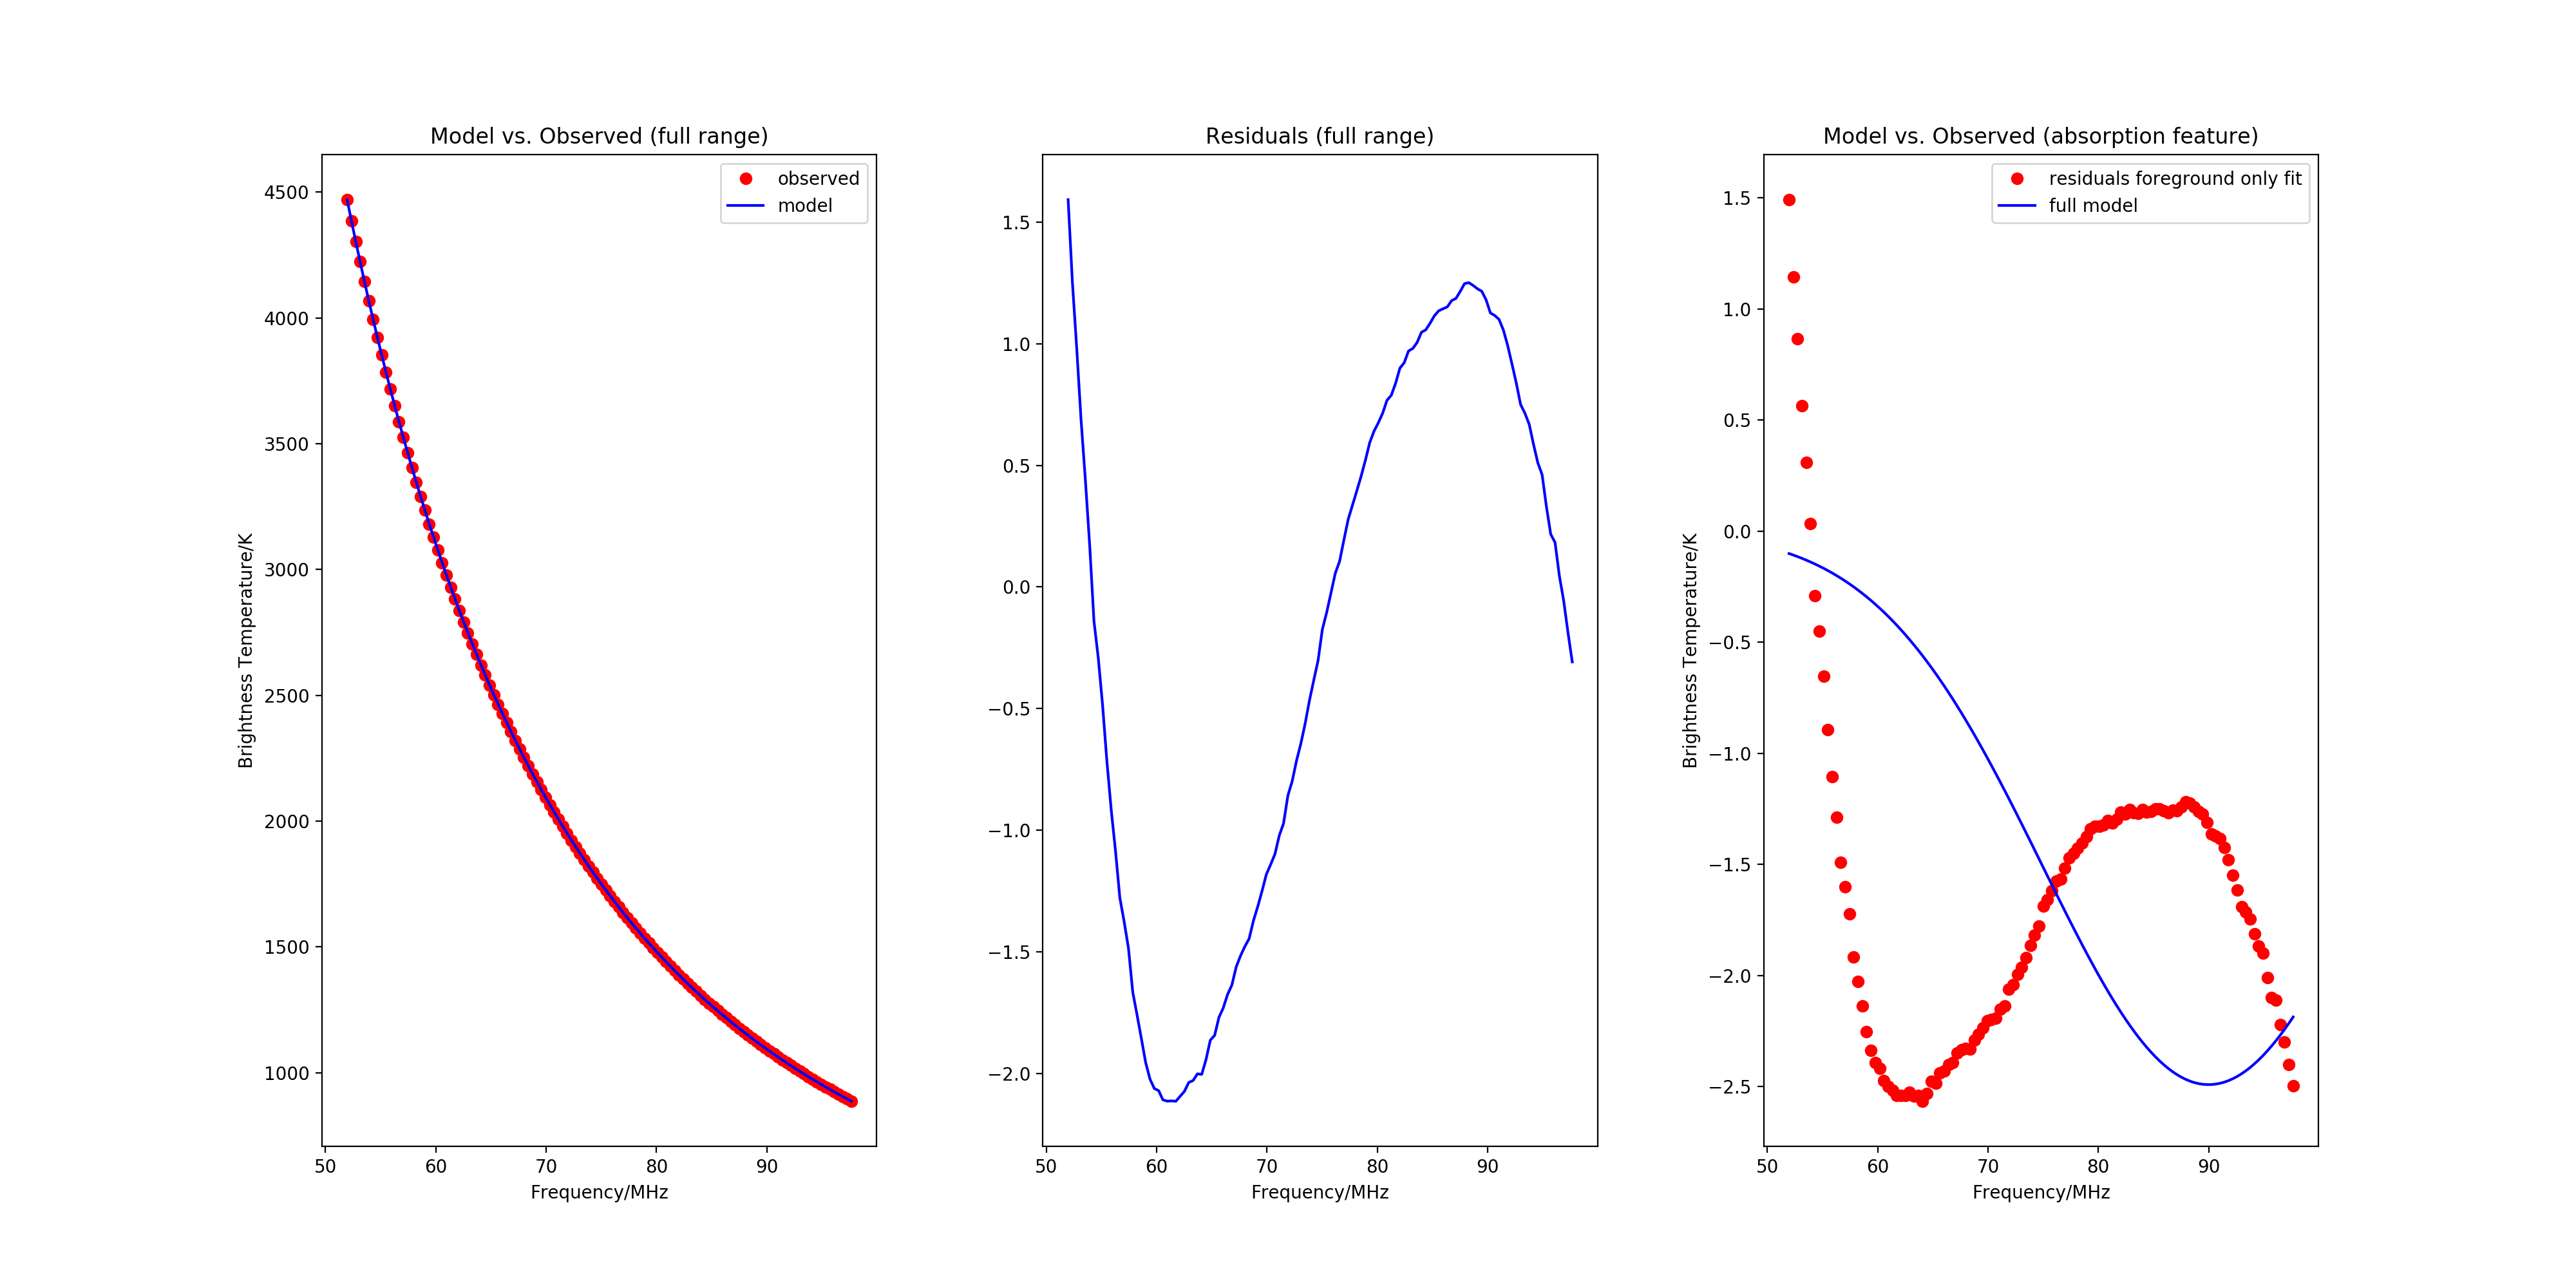 Model vs. Observed (full range)
observed
model
4500
4000
3500
3000
2500
2000
1500
1000
Brightness Temperature/K
50 60 70 80 90
Frequency/MHz
Residuals (full range)
1.5
1.0
0.5
0.0
−0.5
−1.0
−1.5
−2.0
50 60 70 80 90
Frequency/MHz
Model vs. Observed (absorption feature)
residuals foreground only fit
full model
1.5
1.0
0.5
0.0
−0.5
−1.0
−1.5
−2.0
−2.5
Brightness Temperature/K
50 60 70 80 90
Frequency/MHz